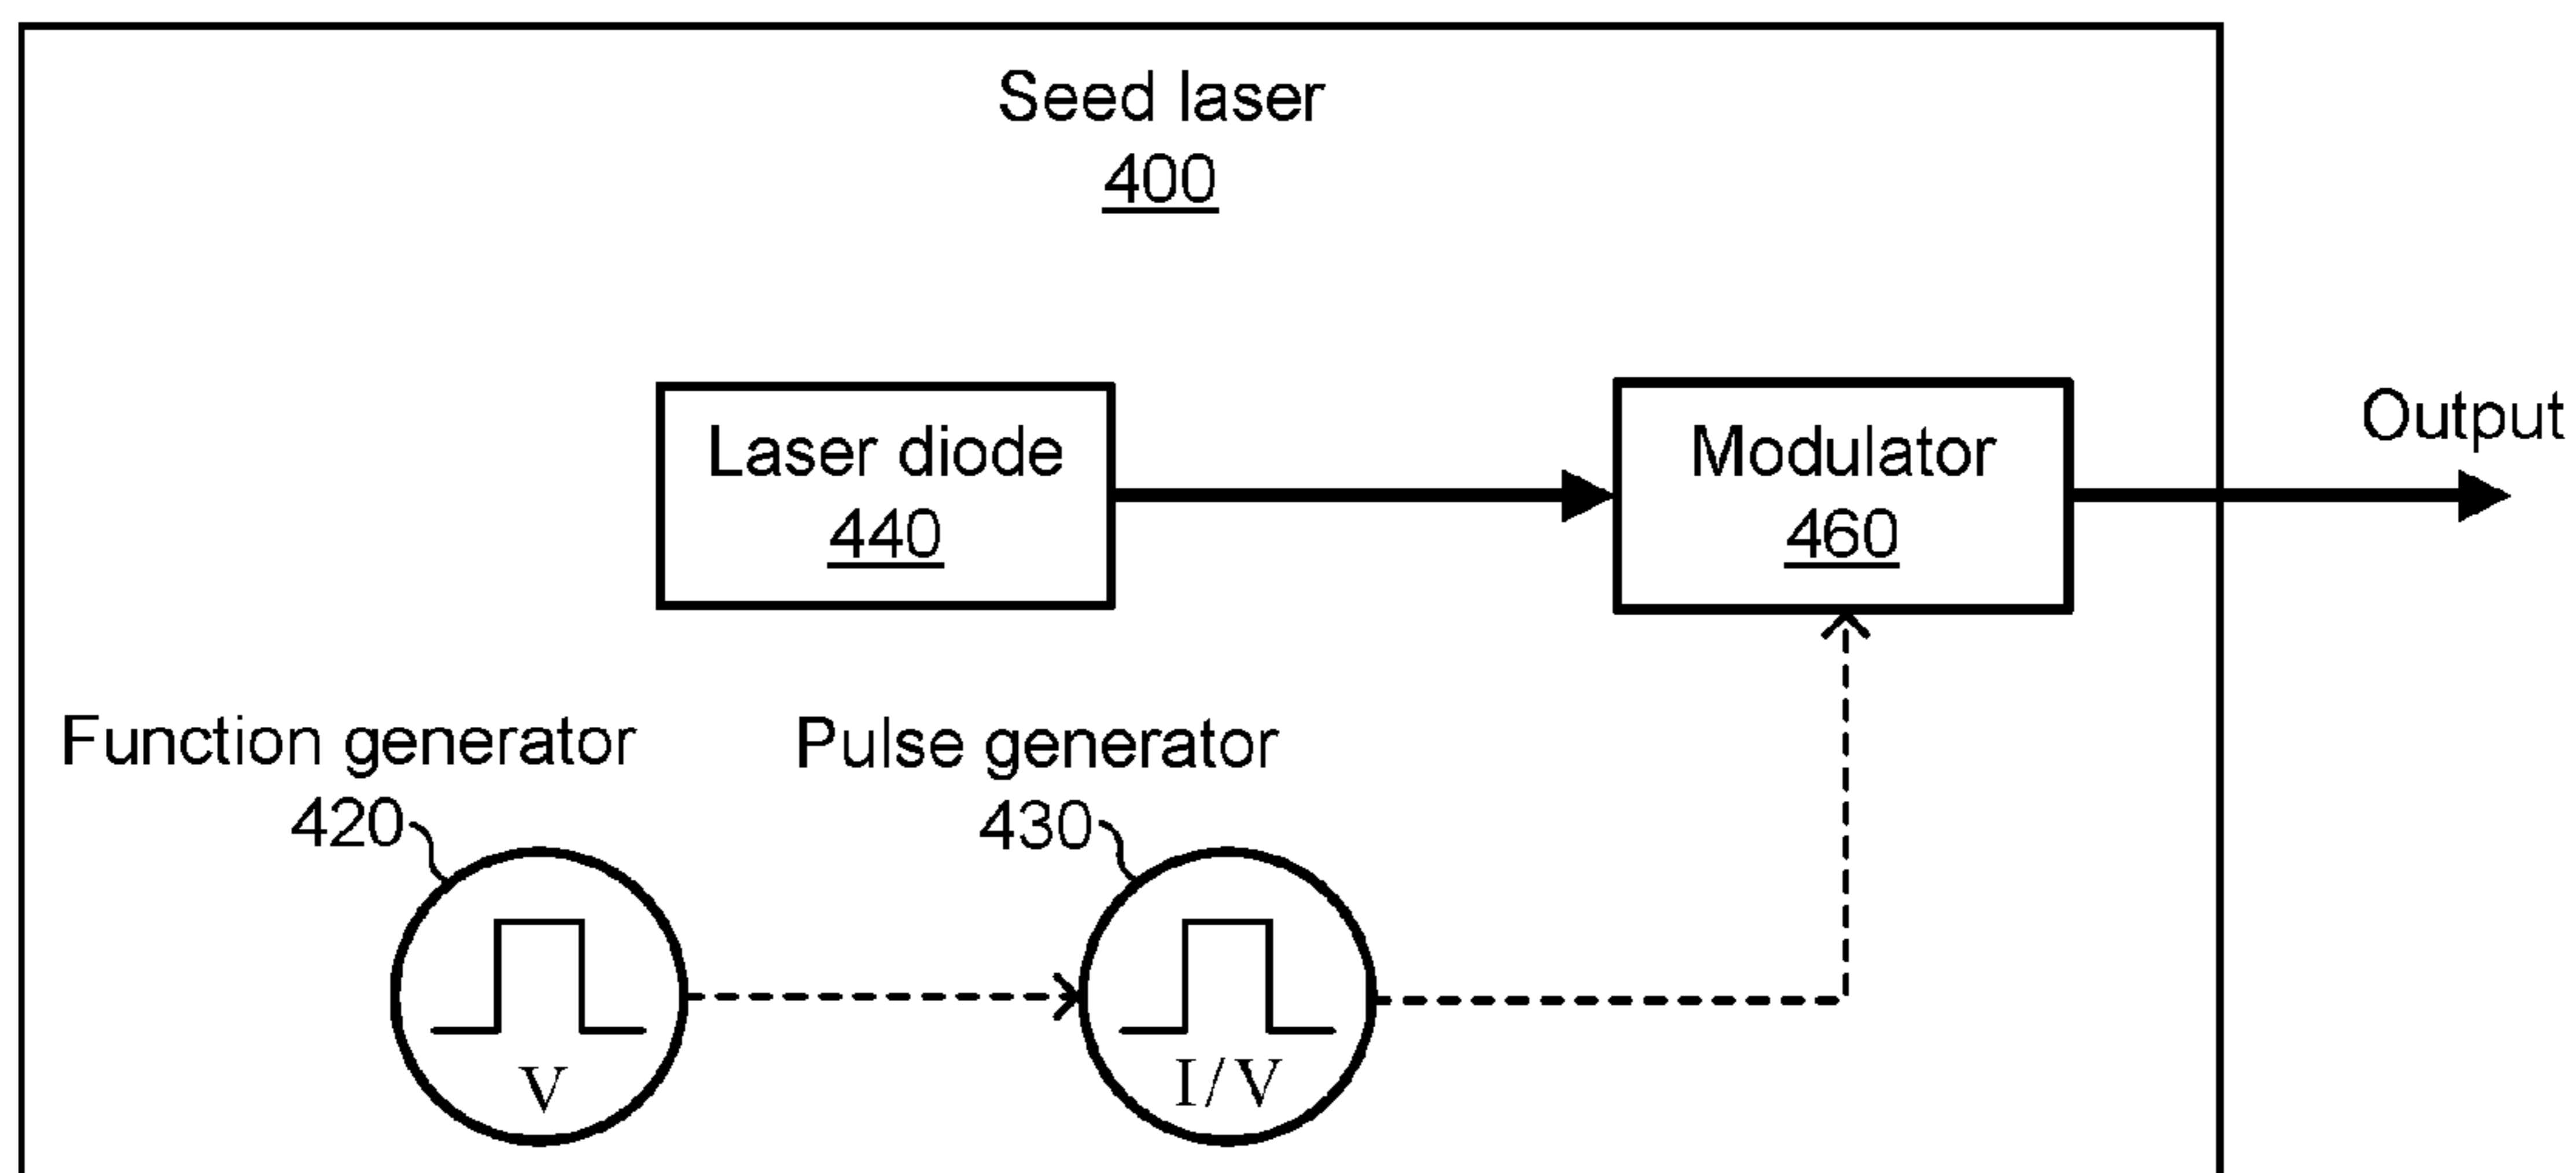 Seed laser
400
Laser diode
440
Modulator
460
Output
Function generator
420
Pulse generator
430
V
I/V